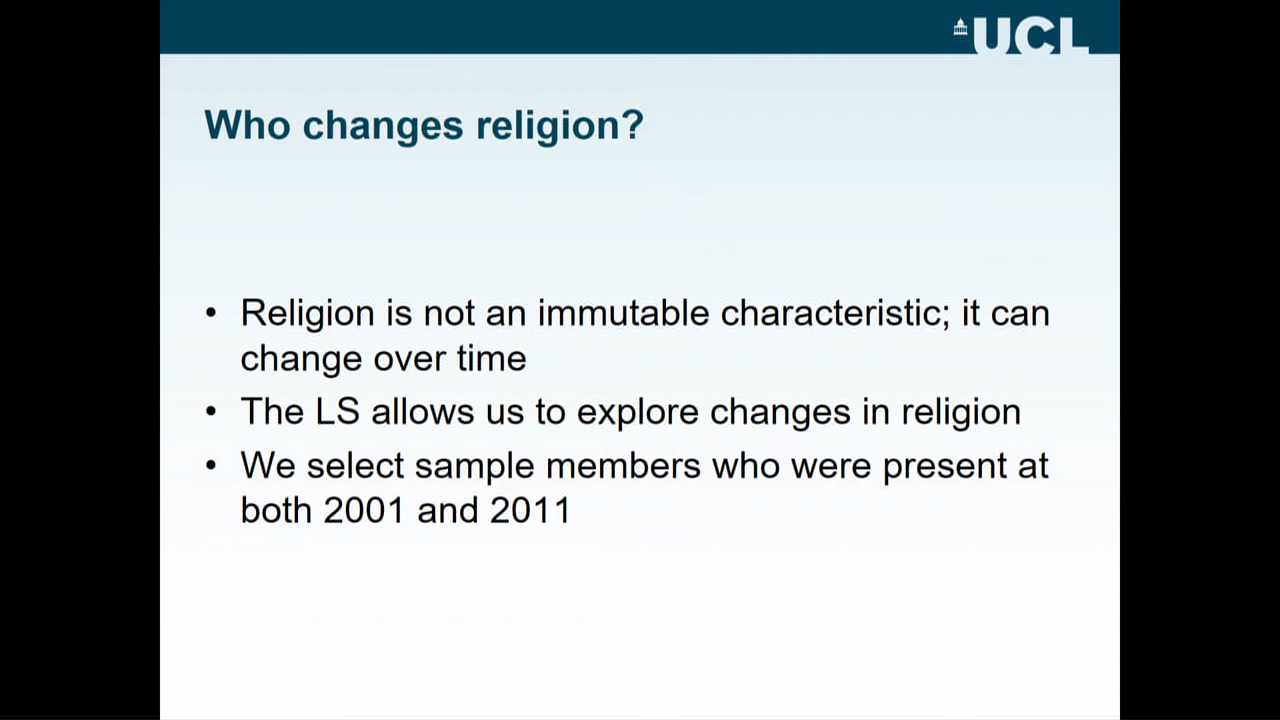 UCL
Who changes religion?
• Religion is not an immutable characteristic; it can
change over time
• The LS allows us to explore changes in religion
• We select sample members who were present at
both 2001 and 2011